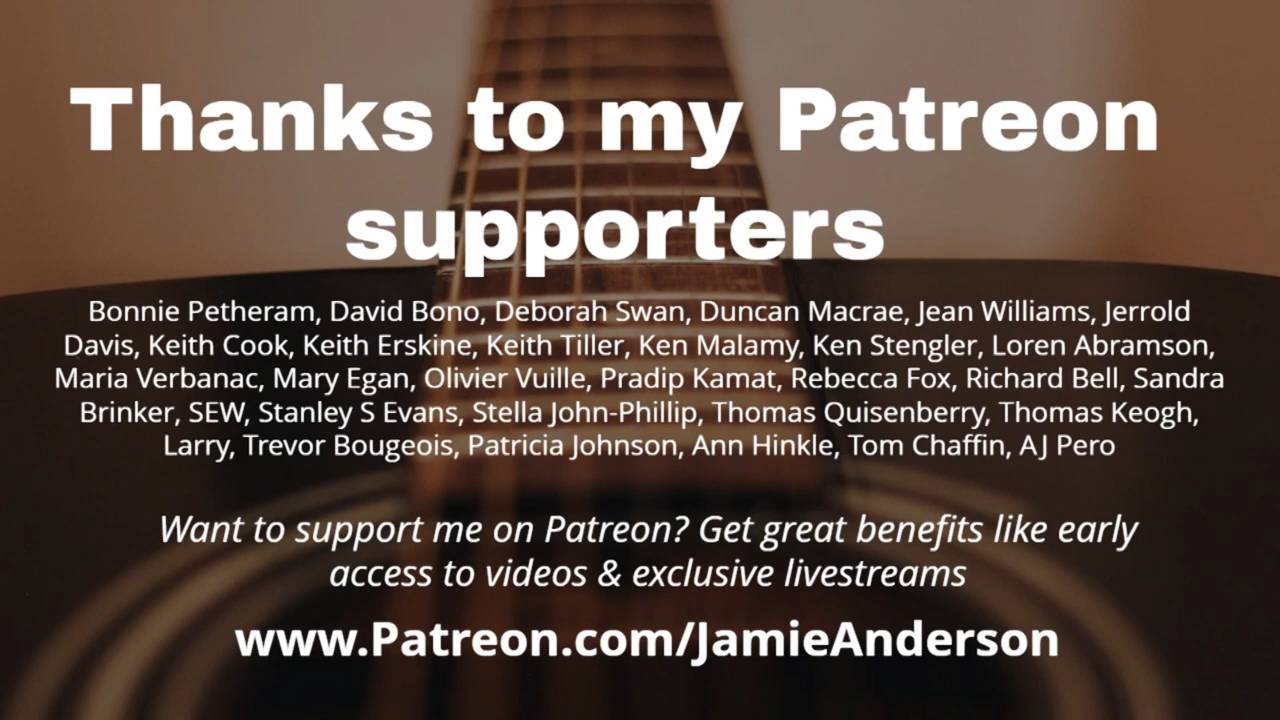 Thanks to my Patreon
supporters
Bonnie Petheram, David Bono, Deborah Swan, Duncan Macrae, Jean Williams, Jerrold
Davis, Keith Cook, Keith Erskine, Keith Tiller, Ken Malamy, Ken Stengler, Loren Abramson,
Maria Verbanac, Mary Egan, Olivier Vuille, Pradip Kamat, Rebecca Fox, Richard Bell, Sandra
Brinker, SEW, Stanley S Evans, Stella John-Phillip, Thomas Quisenberry, Thomas Keogh,
Larry, Trevor Bougeois, Patricia Johnson, Ann Hinkle, Tom Chaffin, AJ Pero
Want to support me on Patreon? Get great benefits like early
access to videos & exclusive livestreams
www.Patreon.com/JamieAnderson